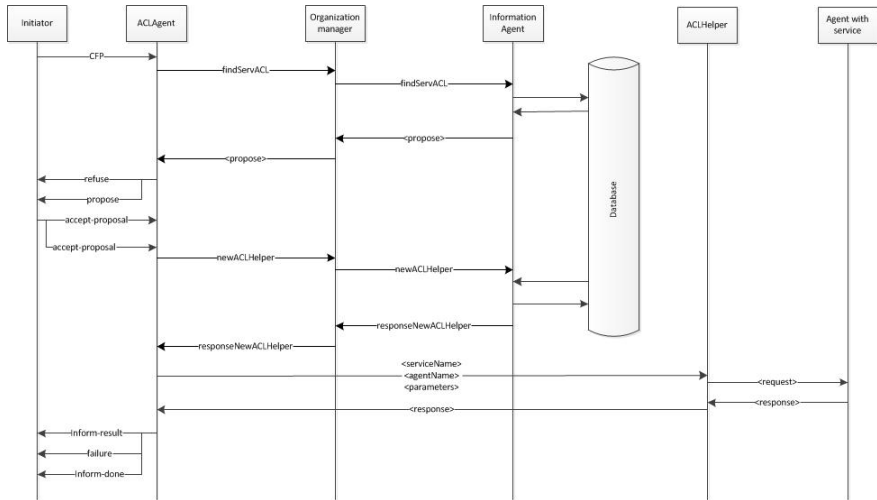 Initiator
ACLAgent
Organization
manager
Information
Agent
ACLHelper
Agent with
service
CFP
findServACL
findServACL
<propose>
<propose>
refuse
propose
accept-proposal
accept-proposal
newACLHelper
newACLHelper
Database
responseNewACLHelper
responseNewACLHelper
<serviceName>
<agentName>
<parameters>
<request>
<response>
<response>
Inform-result
failure
Inform-done